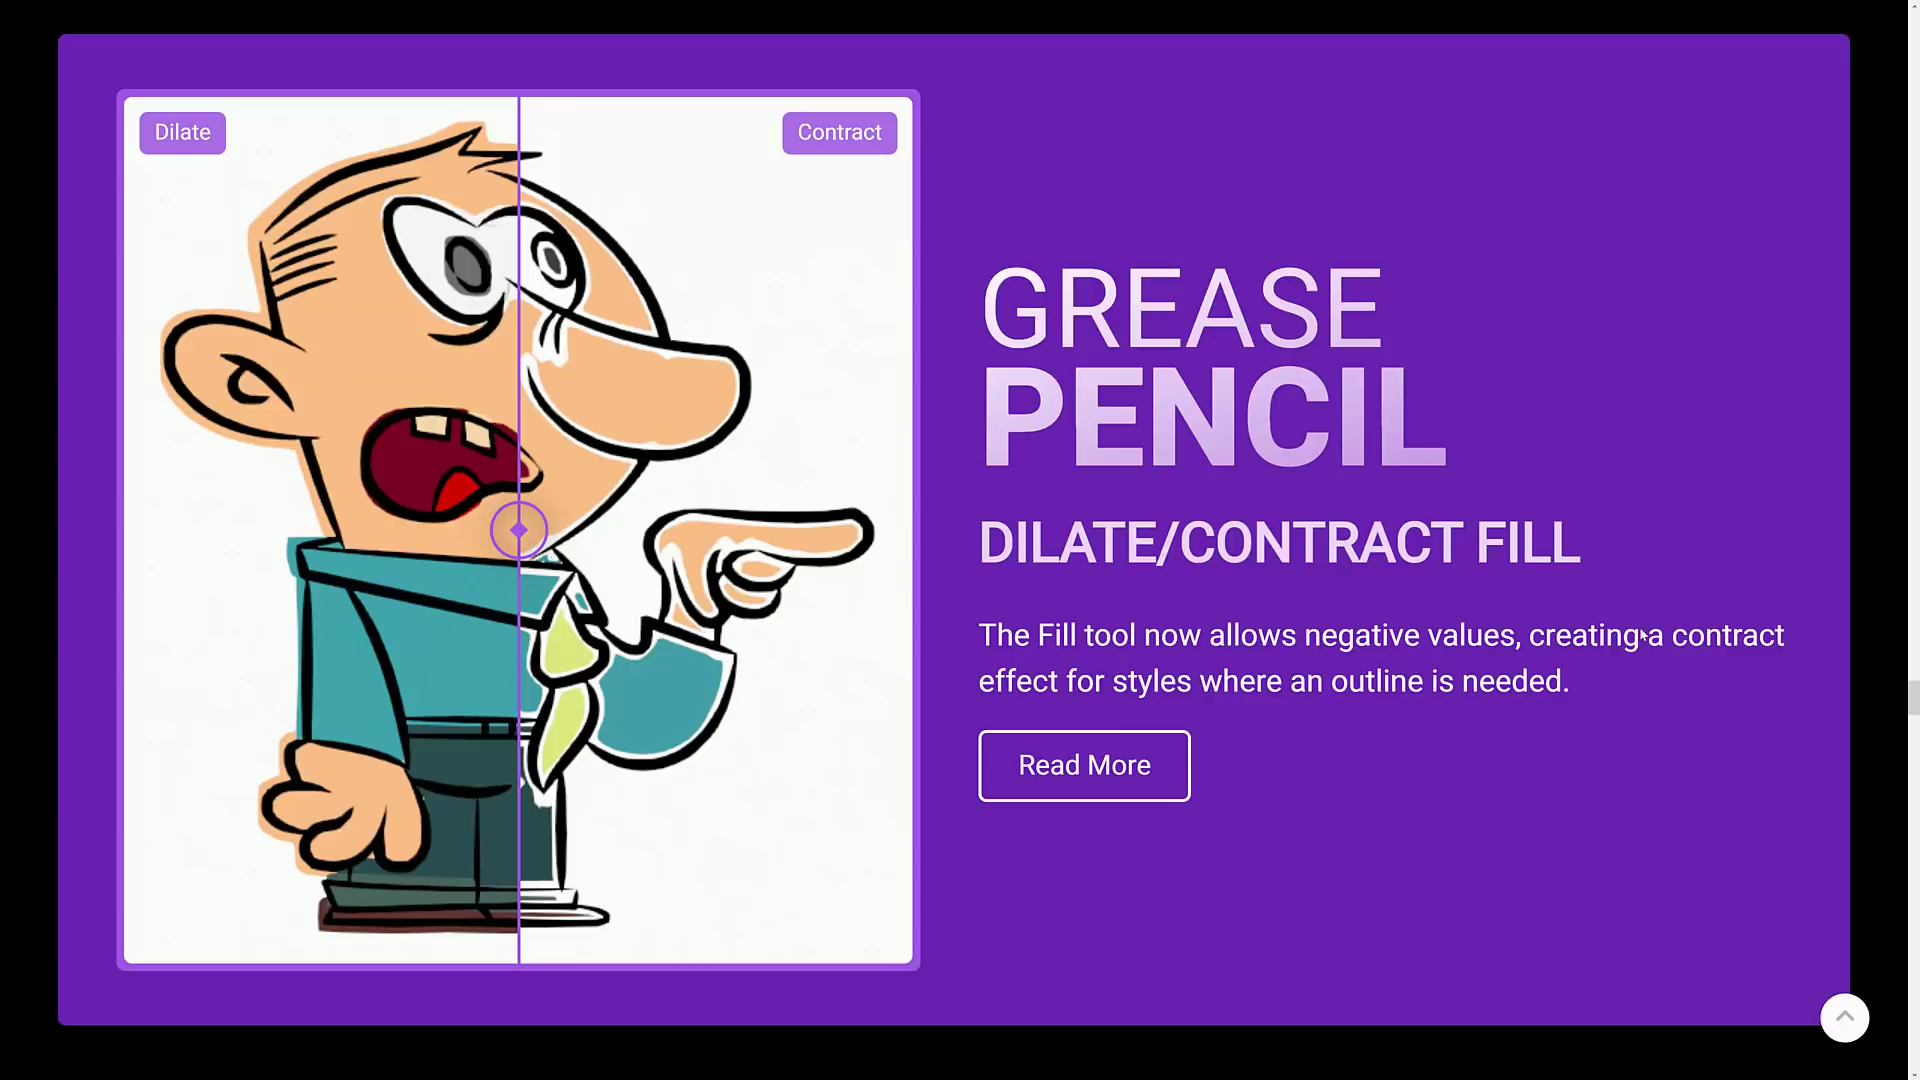 Dilate
Contract
GREASE
PENCIL
DILATE/CONTRACT FILL
The Fill tool now allows negative values, creating a contract
effect for styles where an outline is needed.
Read More